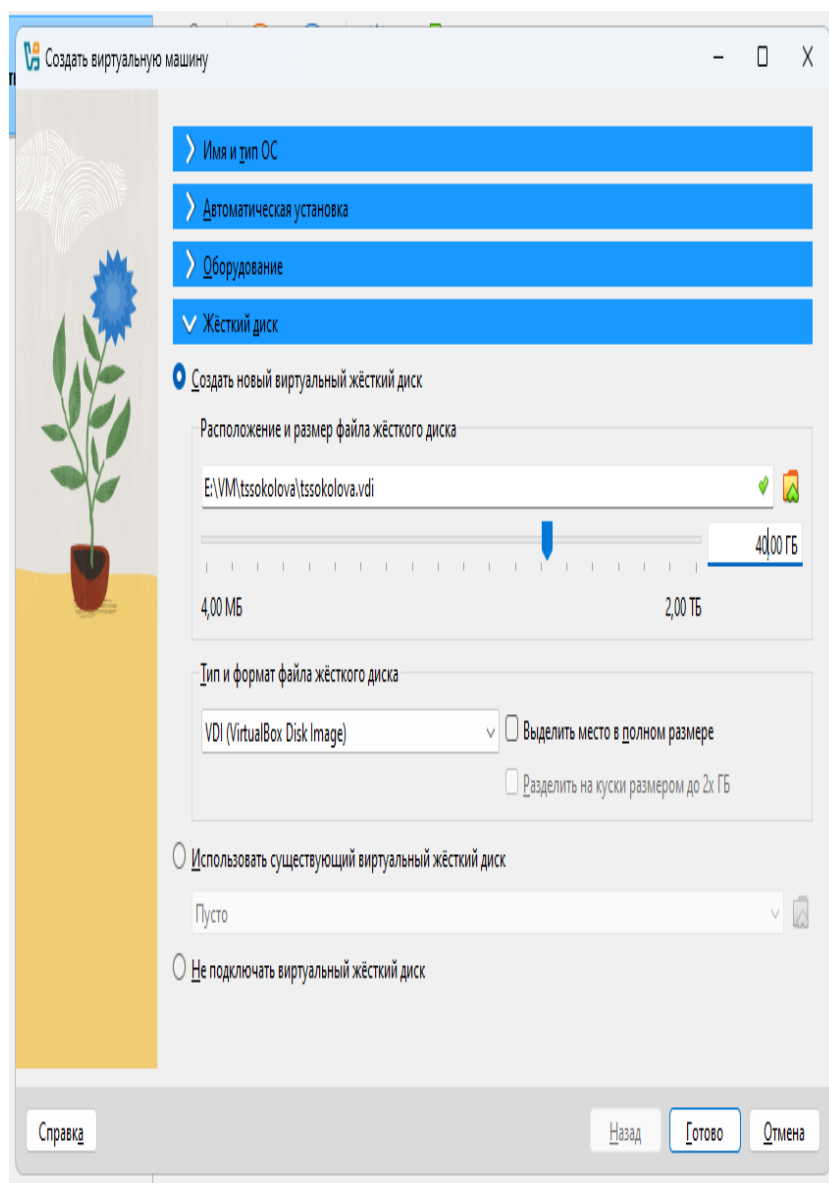 Создать виртуальную машину
Имя и тип ОС
Автоматическая установка
Оборудование
Жёсткий диск
Создать новый виртуальный жёсткий диск
Расположение и размер файла жёсткого диска
E:\VM\tssokolova\tssokolova.vdi
40,00 ГБ
4,00 МБ
2,00 ТБ
Тип и формат файла жёсткого диска
VDI (VirtualBox Disk Image)
Выделить место в полном размере
Разделить на куски размером до 2х ГБ
Использовать существующий виртуальный жёсткий диск
Пусто
Не подключать виртуальный жёсткий диск
Справка
Назад
Готово
Отмена